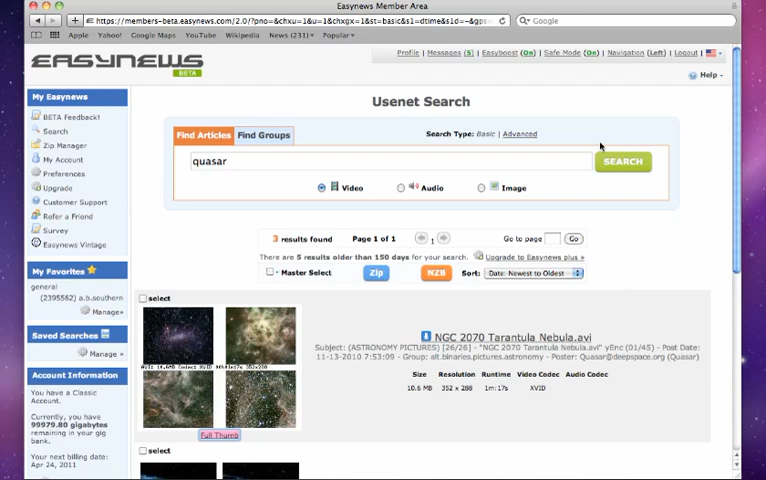 Easynews Member Area
https://members-beta.easynews.com/2.0/?pno=&chxu=1&u=1&chxgx=1&st=basic&s1=dtime&s1d=-&gps
Google
Apple Yahoo! Google Maps YouTube Wikipedia News (231) Popular
EASYNEWS
BETA
Profile | Messages (5) | Easyboost (On) | Safe Mode (On) | Navigation (Left) | Logout |
Help
My Easynews
BETA Feedback!
Search
Zip Manager
My Account
Preferences
Upgrade
Customer Support
Refer a Friend
Survey
Easynews Vintage
My Favorites
general
(2395562) a.b.southern
Manage»
Saved Searches
Manage »
Account Information
You have a Classic
Account.
Currently, you have
99979.80 gigabytes
remaining in your gig
bank.
Your next billing date:
Apr 24, 2011
Usenet Search
Find Articles Find Groups
Search Type: Basic | Advanced
quasar
SEARCH
Video Audio Image
3 results found Page 1 of 1 1 Go to page Go
There are 5 results older than 150 days for your search. Upgrade to Easynews plus »
- Master Select Zip NZB Sort: Date: Newest to Oldest
select
NGC 2070 Tarantula Nebula.avi
Subject: (ASTRONOMY PICTURES) [26/26] - "NGC 2070 Tarantula Nebula.avi" yEnc (01/45) - Post Date:
11-13-2010 7:53:09 - Group: alt.binaries.pictures.astronomy - Poster: Quasar@deepspace.org (Quasar)
Size Resolution Runtime Video Codec Audio Codec
10.6 MB 352 x 288 1m: 17s XVID
Full Thumb
select